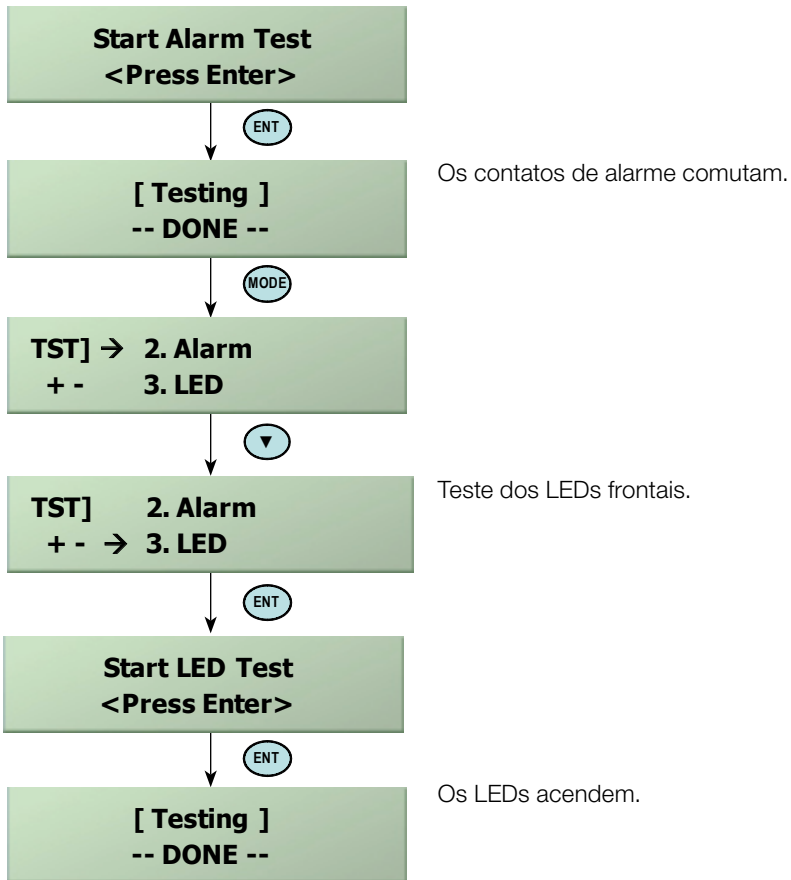 Start Alarm Test
<Press Enter>
ENT
[ Testing ]
-- DONE --
Os contatos de alarme comutam.
MODE
TST] → 2. Alarm
+ - 3. LED
▼
TST] 2. Alarm
+ - → 3. LED
Teste dos LEDs frontais.
ENT
Start LED Test
<Press Enter>
ENT
[ Testing ]
-- DONE --
Os LEDs acendem.